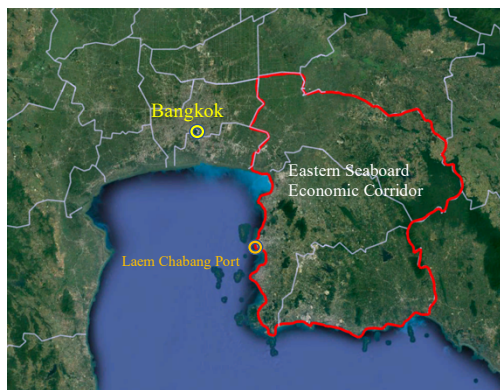 Bangkok
Eastern Seaboard
Economic Corridor
Laem Chabang Port